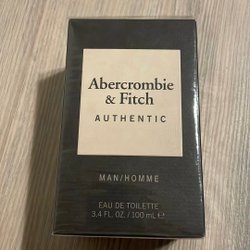 Abercrombie
& Fitch
AUTHENTIC
MAN/HOMME
EAU DE TOILETTE
3.4 FL. OZ. / 100 mL ℮